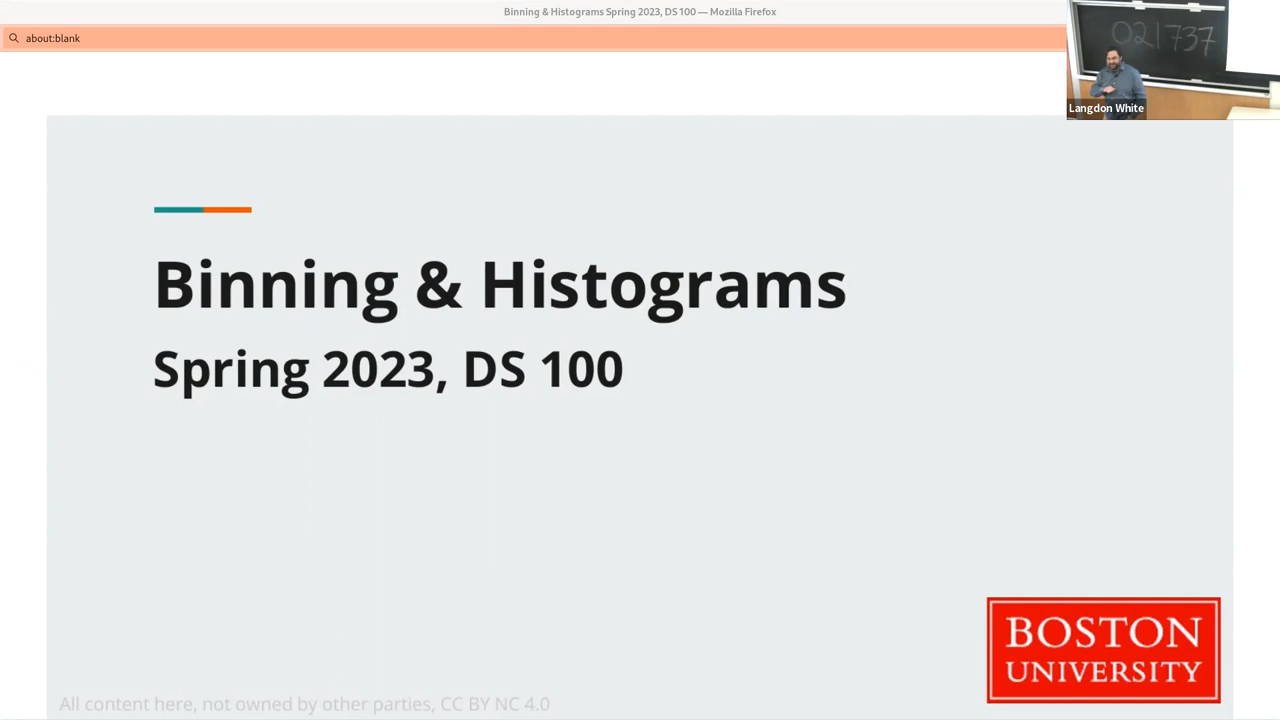 Binning & Histograms Spring 2023, DS 100 — Mozilla Firefox
about:blank
021737
Langdon White
Binning & Histograms
Spring 2023, DS 100
BOSTON
UNIVERSITY
All content here, not owned by other parties, CC BY NC 4.0